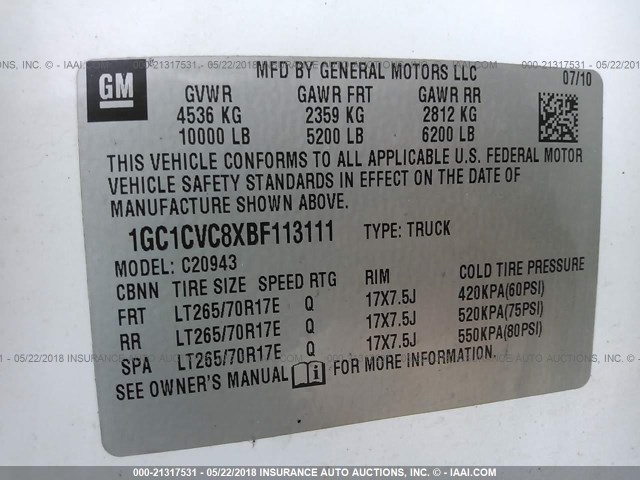 000-21317531 - 05/22/2018 INSURANCE AUTO AUCTIONS, INC. - © IAAI.COM
GM
MFD BY GENERAL MOTORS LLC
07/10
GVWR GAWR FRT GAWR RR
4536 KG 2359 KG 2812 KG
10000 LB 5200 LB 6200 LB
THIS VEHICLE CONFORMS TO ALL APPLICABLE U.S. FEDERAL MOTOR
VEHICLE SAFETY STANDARDS IN EFFECT ON THE DATE OF
MANUFACTURE SHOWN ABOVE.
1GC1CVC8XBF113111 TYPE: TRUCK
MODEL: C20943
CBNN TIRE SIZE SPEED RTG RIM COLD TIRE PRESSURE
FRT LT265/70R17E Q 17X7.5J 420KPA(60PSI)
RR LT265/70R17E Q 17X7.5J 520KPA(75PSI)
SPA LT265/70R17E Q 17X7.5J 550KPA(80PSI)
SEE OWNER'S MANUAL FOR MORE INFORMATION.
000-21317531 - 05/22/2018 INSURANCE AUTO AUCTIONS, INC. - © IAAI.COM